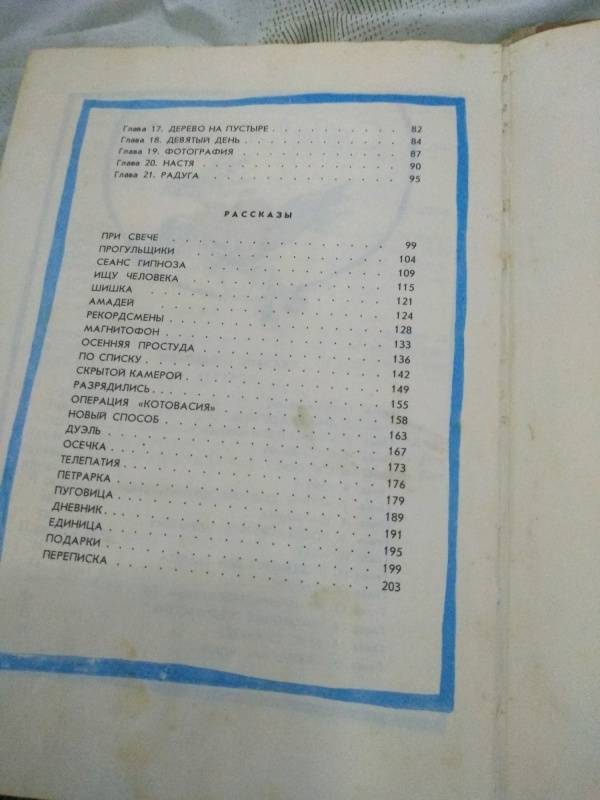 Глава 17. ДЕРЕВО НА ПУСТЫРЕ . . . . . . . . . . 82
Глава 18. ДЕВЯТЫЙ ДЕНЬ . . . . . . . . . . 84
Глава 19. ФОТОГРАФИЯ . . . . . . . . . . 87
Глава 20. НАСТЯ . . . . . . . . . . 90
Глава 21. РАДУГА . . . . . . . . . . 95
РАССКАЗЫ
ПРИ СВЕЧЕ . . . . . . . . . . 99
ПРОГУЛЬЩИКИ . . . . . . . . . . 104
СЕАНС ГИПНОЗА . . . . . . . . . . 109
ИЩУ ЧЕЛОВЕКА . . . . . . . . . . 115
ШИШКА . . . . . . . . . . 121
АМАДЕЙ . . . . . . . . . . 124
РЕКОРДСМЕНЫ . . . . . . . . . . 128
МАГНИТОФОН . . . . . . . . . . 133
ОСЕННЯЯ ПРОСТУДА . . . . . . . . . . 136
ПО СПИСКУ . . . . . . . . . . 142
СКРЫТОЙ КАМЕРОЙ . . . . . . . . . . 149
РАЗРЯДИЛИСЬ . . . . . . . . . . 155
ОПЕРАЦИЯ «КОТОВАСИЯ» . . . . . . . . . . 158
НОВЫЙ СПОСОБ . . . . . . . . . . 163
ДУЭЛЬ . . . . . . . . . . 167
ОСЕЧКА . . . . . . . . . . 173
ТЕЛЕПАТИЯ . . . . . . . . . . 176
ПЕТРАРКА . . . . . . . . . . 179
ПУГОВИЦА . . . . . . . . . . 189
ДНЕВНИК . . . . . . . . . . 191
ЕДИНИЦА . . . . . . . . . . 195
ПОДАРКИ . . . . . . . . . . 199
ПЕРЕПИСКА . . . . . . . . . . 203